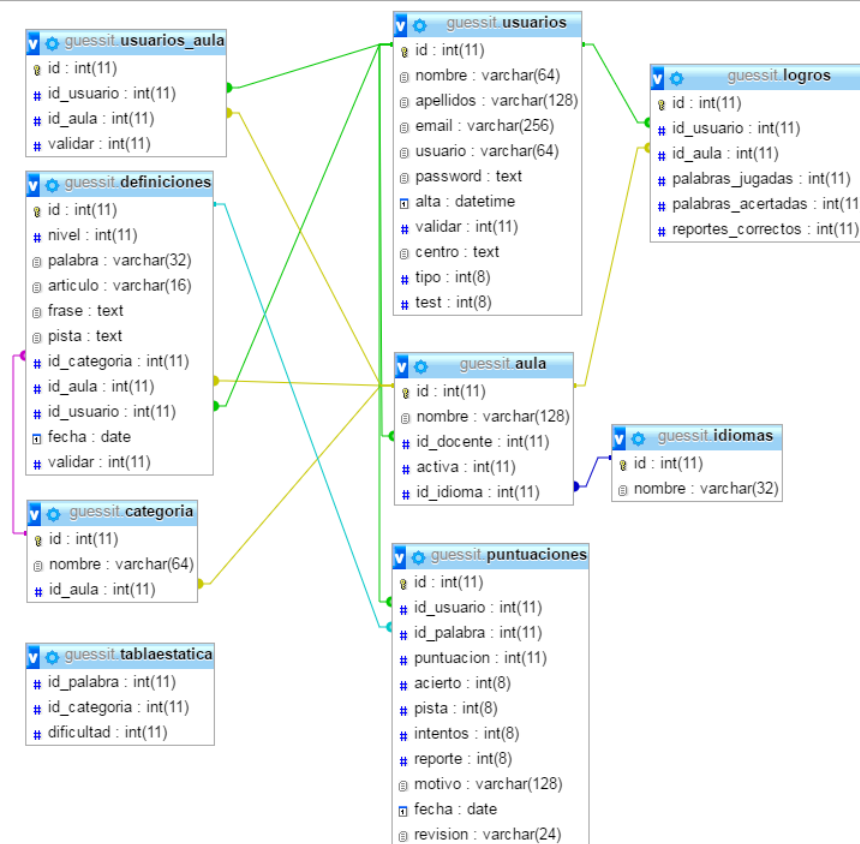 guessit.usuarios_aula
id : int(11)
# id_usuario : int(11)
# id_aula : int(11)
# validar : int(11)
guessit.definiciones
id : int(11)
# nivel : int(11)
palabra : varchar(32)
articulo : varchar(16)
frase : text
pista : text
# id_categoria : int(11)
# id_aula : int(11)
# id_usuario : int(11)
fecha : date
# validar : int(11)
guessit.categoria
id : int(11)
nombre : varchar(64)
# id_aula : int(11)
guessit.tablaestatica
# id_palabra : int(11)
# id_categoria : int(11)
# dificultad : int(11)
guessit.usuarios
id : int(11)
nombre : varchar(64)
apellidos : varchar(128)
email : varchar(256)
usuario : varchar(64)
password : text
alta : datetime
# validar : int(11)
centro : text
# tipo : int(8)
# test : int(8)
guessit.aula
id : int(11)
nombre : varchar(128)
# id_docente : int(11)
# activa : int(11)
# id_idioma : int(11)
guessit.puntuaciones
id : int(11)
# id_usuario : int(11)
# id_palabra : int(11)
# puntuacion : int(11)
# acierto : int(8)
# pista : int(8)
# intentos : int(8)
# reporte : int(8)
motivo : varchar(128)
fecha : date
revision : varchar(24)
guessit.logros
id : int(11)
# id_usuario : int(11)
# id_aula : int(11)
# palabras_jugadas : int(11)
# palabras_acertadas : int(11
# reportes_correctos : int(11)
guessit.idiomas
id : int(11)
nombre : varchar(32)